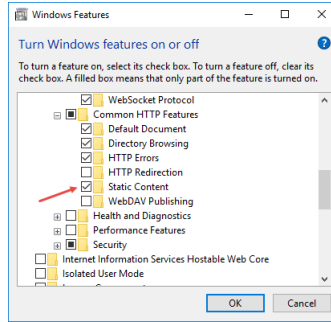 Windows Features
Turn Windows features on or off
To turn a feature on, select its check box. To turn a feature off, clear its
check box. A filled box means that only part of the feature is turned on.
WebSocket Protocol
Common HTTP Features
Default Document
Directory Browsing
HTTP Errors
HTTP Redirection
Static Content
WebDAV Publishing
Health and Diagnostics
Performance Features
Security
Internet Information Services Hostable Web Core
Isolated User Mode
OK Cancel